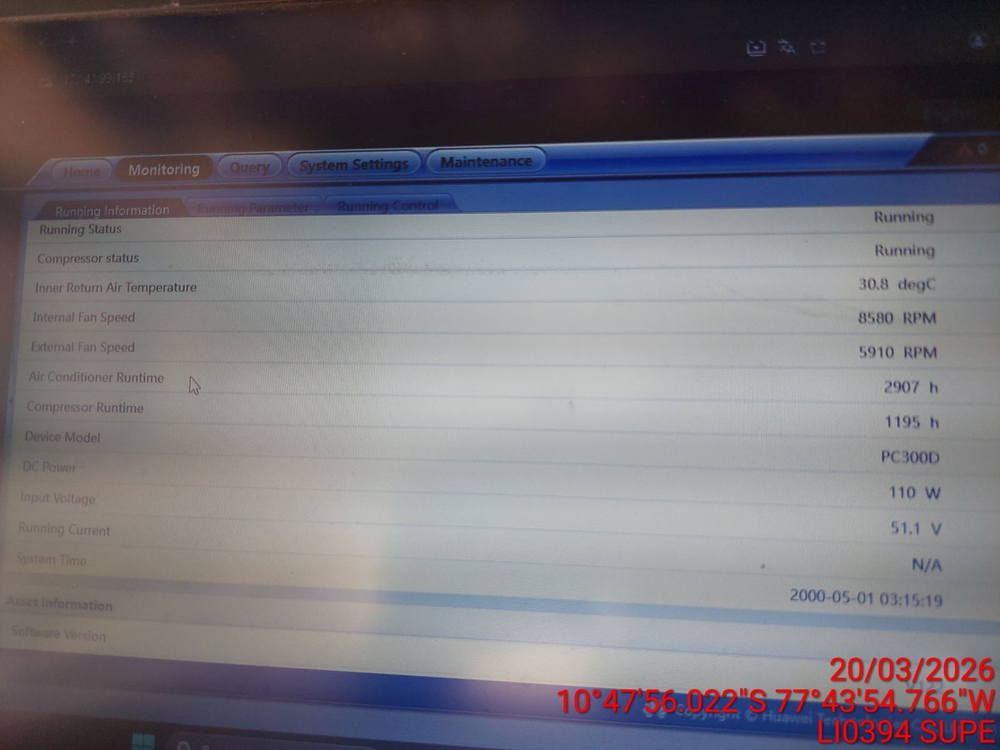 Home Monitoring Query System Settings Maintenance
0
Running Information Running Parameter Running Control
Running Status Running
Compressor status Running
Inner Return Air Temperature 30.8 degC
Internal Fan Speed 8580 RPM
External Fan Speed 5910 RPM
Air Conditioner Runtime 2907 h
Compressor Runtime 1195 h
Device Model PC300D
DC Power 110 W
Input Voltage 51.1 V
Running Current N/A
System Time 2000-05-01 03:15:19
Asset Information
Software Version
Copyright © Huawei
20/03/2026
10°47'56.022"S 77°43'54.766"W
LI0394 SUPE